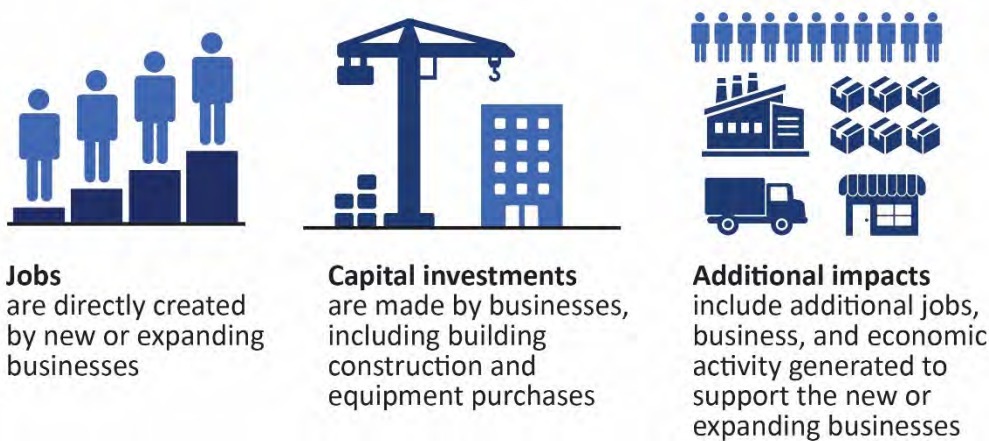 Jobs
are directly created
by new or expanding
businesses
Capital investments
are made by businesses,
including building
construction and
equipment purchases
Additional impacts
include additional jobs,
business, and economic
activity generated to
support the new or
expanding businesses